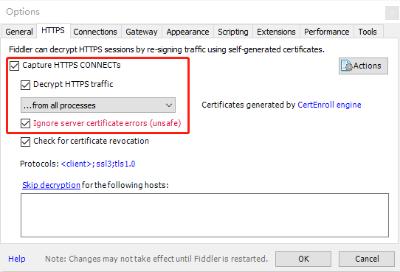 Options
General HTTPS Connections Gateway Appearance Scripting Extensions Performance Tools
Fiddler can decrypt HTTPS sessions by re-signing traffic using self-generated certificates.
Capture HTTPS CONNECTs
Actions
Decrypt HTTPS traffic
...from all processes
Certificates generated by CertEnroll engine
Ignore server certificate errors (unsafe)
Check for certificate revocation
Protocols: <client>; ssl3;tls1.0
Skip decryption for the following hosts:
Help Note: Changes may not take effect until Fiddler is restarted. OK Cancel